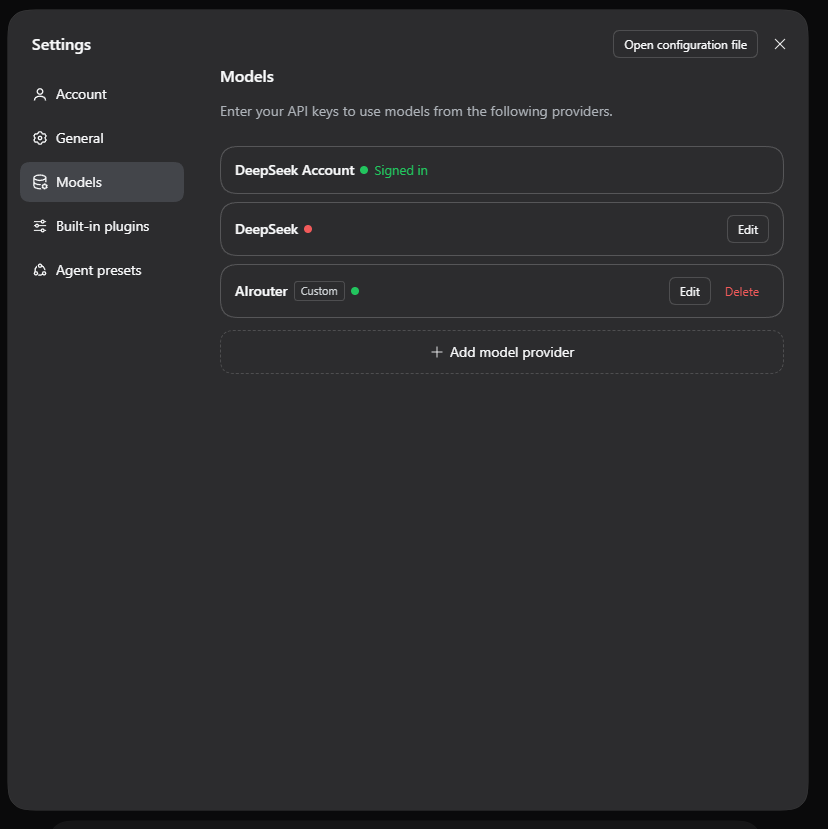 Settings
Open configuration file
Account
General
Models
Built-in plugins
Agent presets
Models
Enter your API keys to use models from the following providers.
DeepSeek Account Signed in
DeepSeek Edit
AIrouter Custom Edit Delete
Add model provider